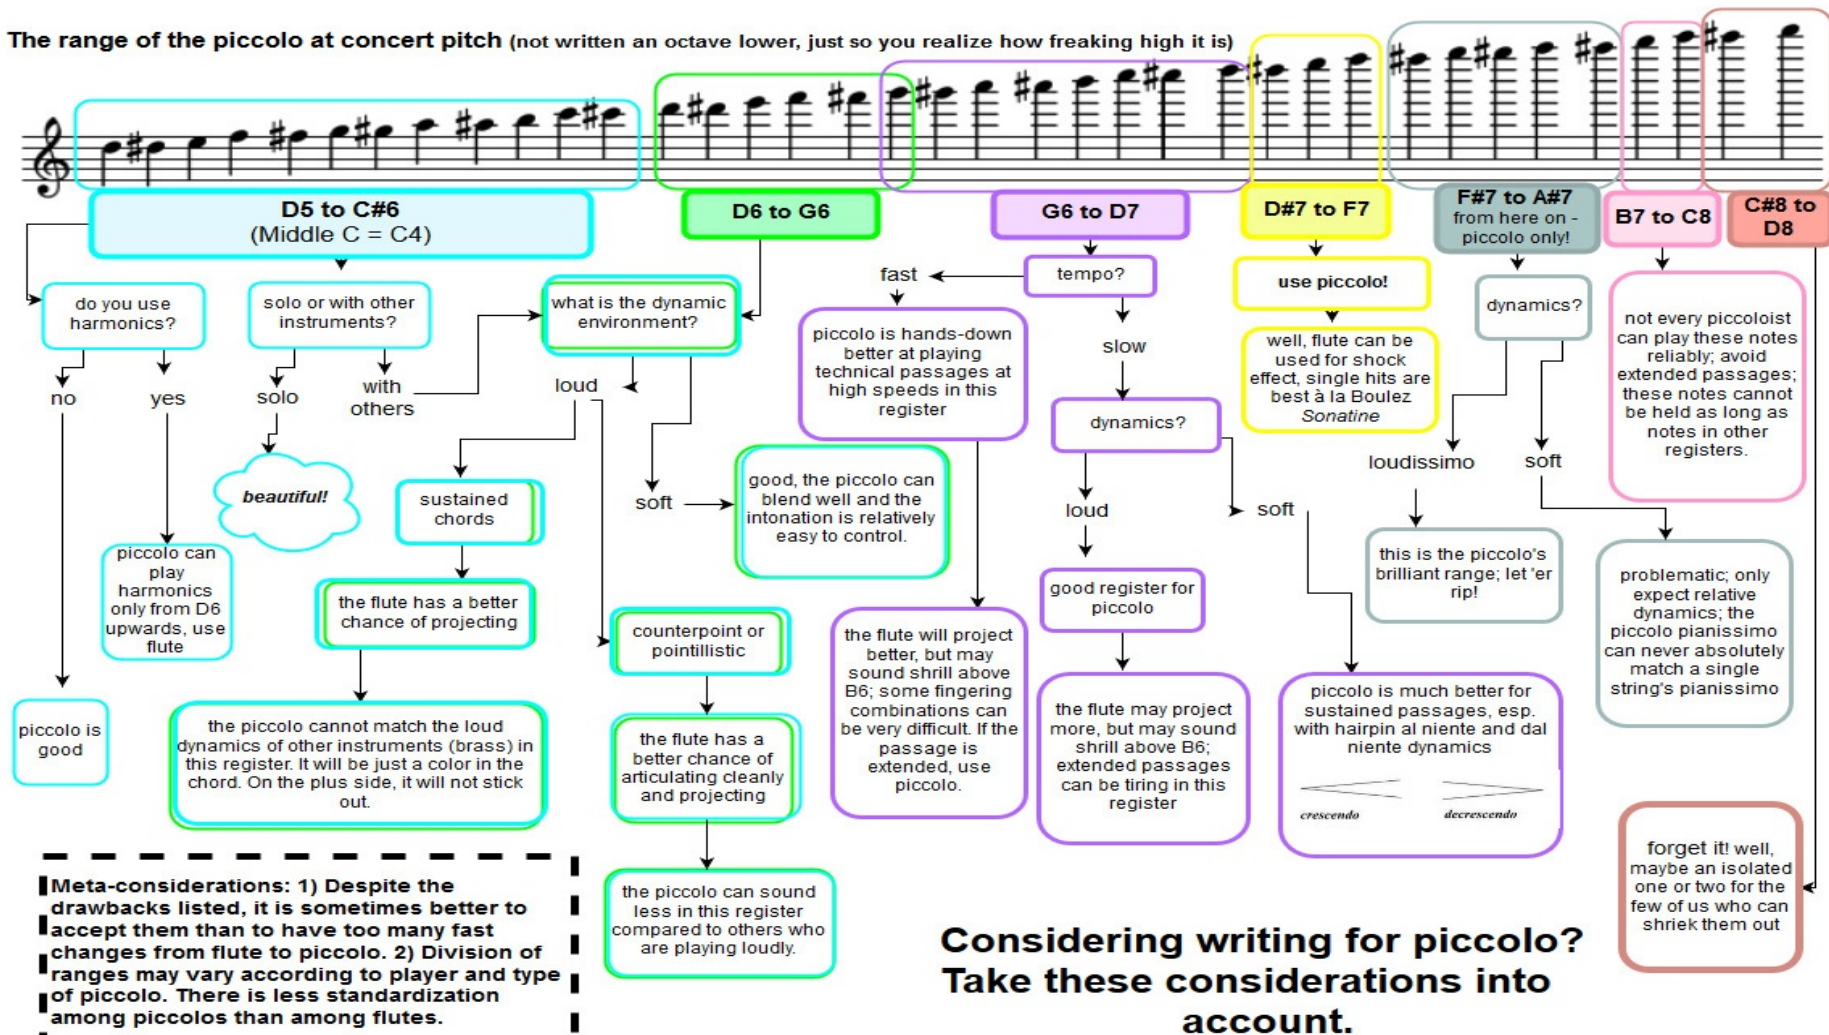 The range of the piccolo at concert pitch (not written an octave lower, just so you realize how freaking high it is)
D5 to C#6
(Middle C = C4)
D6 to G6
G6 to D7
D#7 to F7
F#7 to A#7
from here on -
piccolo only!
B7 to C8
C#8 to
D8
do you use
harmonics?
no
yes
piccolo is
good
piccolo can
play
harmonics
only from D6
upwards, use
flute
solo or with other
instruments?
solo
with
others
beautiful!
what is the dynamic
environment?
loud
soft
good, the piccolo can
blend well and the
intonation is relatively
easy to control.
sustained
chords
the flute has a better
chance of projecting
the piccolo cannot match the loud
dynamics of other instruments (brass) in
this register. It will be just a color in the
chord. On the plus side, it will not stick
out.
counterpoint or
pointillistic
the flute has a
better chance of
articulating cleanly
and projecting
the piccolo can sound
less in this register
compared to others who
are playing loudly.
tempo?
fast
piccolo is hands-down
better at playing
technical passages at
high speeds in this
register
the flute will project
better, but may
sound shrill above
B6; some fingering
combinations can
be very difficult. If the
passage is
extended, use
piccolo.
slow
dynamics?
loud
good register for
piccolo
the flute may project
more, but may sound
shrill above B6;
extended passages
can be tiring in this
register
soft
piccolo is much better for
sustained passages, esp.
with hairpin al niente and dal
niente dynamics
crescendo
decrescendo
use piccolo!
well, flute can be
used for shock
effect, single hits are
best à la Boulez
Sonatine
dynamics?
loudissimo
soft
this is the piccolo's
brilliant range; let 'er
rip!
problematic; only
expect relative
dynamics; the
piccolo pianissimo
can never absolutely
match a single
string's pianissimo
not every piccoloist
can play these notes
reliably; avoid
extended passages;
these notes cannot
be held as long as
notes in other
registers.
forget it! well,
maybe an isolated
one or two for the
few of us who can
shriek them out
Meta-considerations: 1) Despite the
drawbacks listed, it is sometimes better to
accept them than to have too many fast
changes from flute to piccolo. 2) Division of
ranges may vary according to player and type
of piccolo. There is less standardization
among piccolos than among flutes.
Considering writing for piccolo?
Take these considerations into
account.